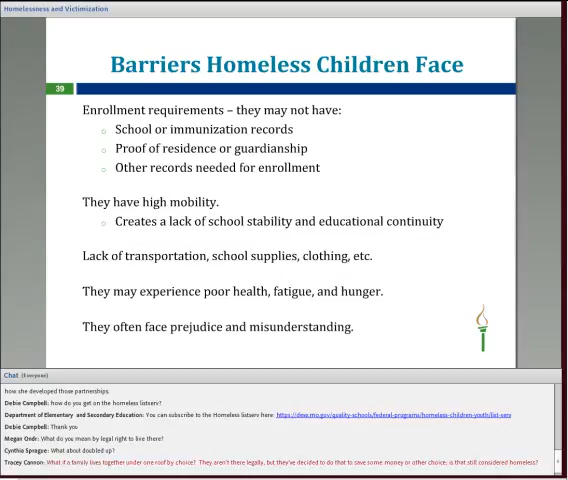 Homelessness and Victimization
Barriers Homeless Children Face
39
Enrollment requirements – they may not have:
School or immunization records
Proof of residence or guardianship
Other records needed for enrollment
They have high mobility.
Creates a lack of school stability and educational continuity
Lack of transportation, school supplies, clothing, etc.
They may experience poor health, fatigue, and hunger.
They often face prejudice and misunderstanding.
Chat (Everyone)
how she developed those partnerships.
Debie Campbell: how do you get on the homeless listserv?
Department of Elementary and Secondary Education: You can subscribe to the Homeless listserv here: https://dese.mo.gov/quality-schools/federal-programs/homeless-children-youth/list-serv
Debie Campbell: Thank you
Megan Ondr: What do you mean by legal right to live there?
Cynthia Sprague: What about doubled up?
Tracey Cannon: What if a family lives together under one roof by choice? They aren't there legally, but they've decided to do that to save some money or other choice; is that still considered homeless?